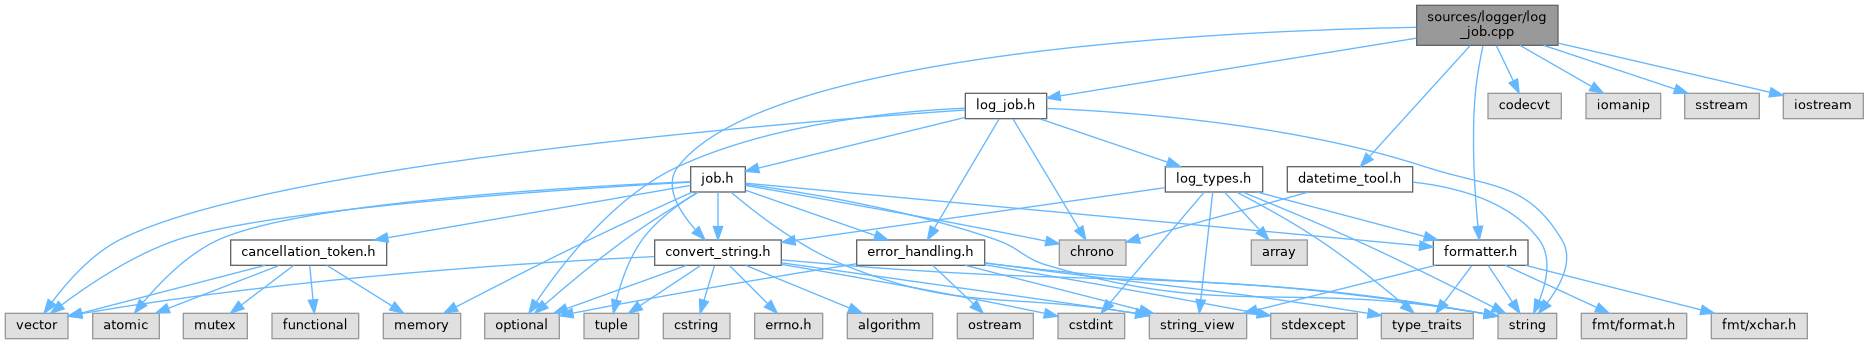 sources/logger/log
_job.cpp
log_job.h
codecvt
iomanip
sstream
iostream
job.h
log_types.h
datetime_tool.h
cancellation_token.h
convert_string.h
error_handling.h
chrono
array
formatter.h
vector
atomic
mutex
functional
memory
optional
tuple
cstring
errno.h
algorithm
ostream
cstdint
string_view
stdexcept
type_traits
string
fmt/format.h
fmt/xchar.h